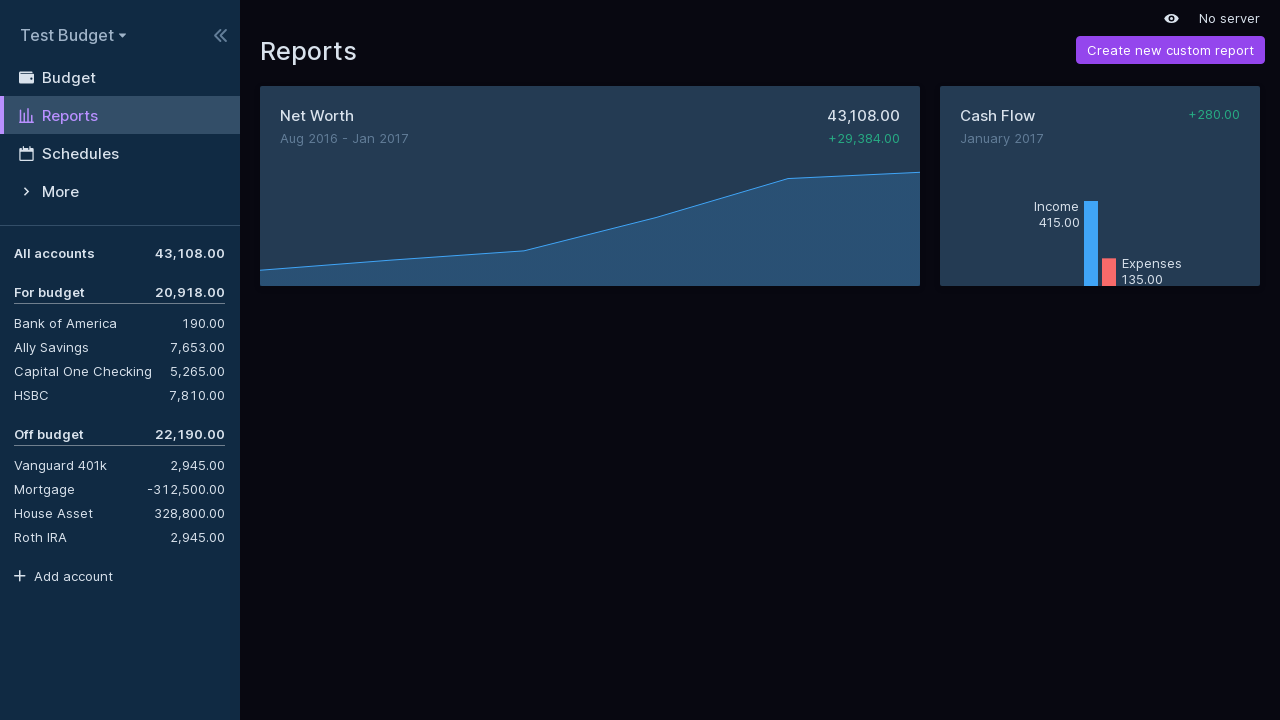 Test Budget
Budget
Reports
Schedules
More
All accounts 43,108.00
For budget 20,918.00
Bank of America 190.00
Ally Savings 7,653.00
Capital One Checking 5,265.00
HSBC 7,810.00
Off budget 22,190.00
Vanguard 401k 2,945.00
Mortgage -312,500.00
House Asset 328,800.00
Roth IRA 2,945.00
Add account
No server
Reports
Create new custom report
Net Worth 43,108.00
Aug 2016 - Jan 2017 +29,384.00
Cash Flow +280.00
January 2017
Income
415.00
Expenses
135.00